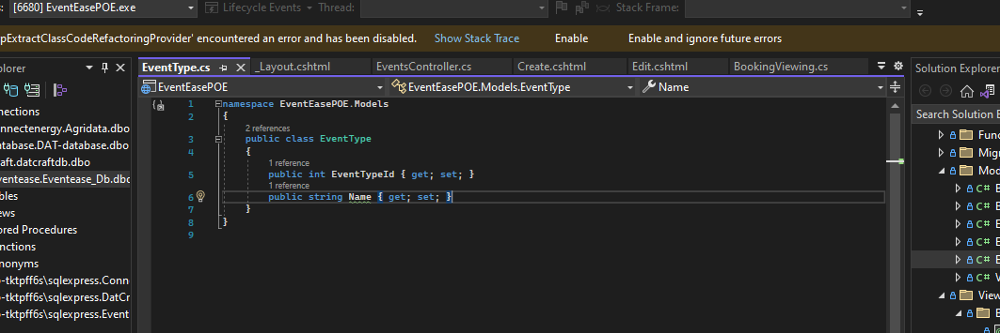 [6680] EventEasePOE.exe Lifecycle Events Thread: Stack Frame:
pExtractClassCodeRefactoringProvider' encountered an error and has been disabled. Show Stack Trace Enable Enable and ignore future errors
plorer
EventType.cs _Layout.cshtml EventsController.cs Create.cshtml Edit.cshtml BookingViewing.cs
Solution Explorer
EventEasePOE EventEasePOE.Models.EventType Name
Search Solution E
nnections
nnectenergy.Agridata.dbo
tabase.DAT-database.dbo
aft.datcraftdb.dbo
ventease.Eventease_Db.dbo
bles
ews
ored Procedures
nctions
nonyms
o-tktpff6s\sqlexpress.Conn
o-tktpff6s\sqlexpress.DatCr
o-tktpff6s\sqlexpress.Event
1 namespace EventEasePOE.Models
2 {
2 references
3 public class EventType
4 {
1 reference
5 public int EventTypeId { get; set; }
1 reference
6 public string Name { get; set; }
7 }
8 }
9
Func
Migr
Mod
C# B
C# E
C# E
C# E
C# E
C# V
View